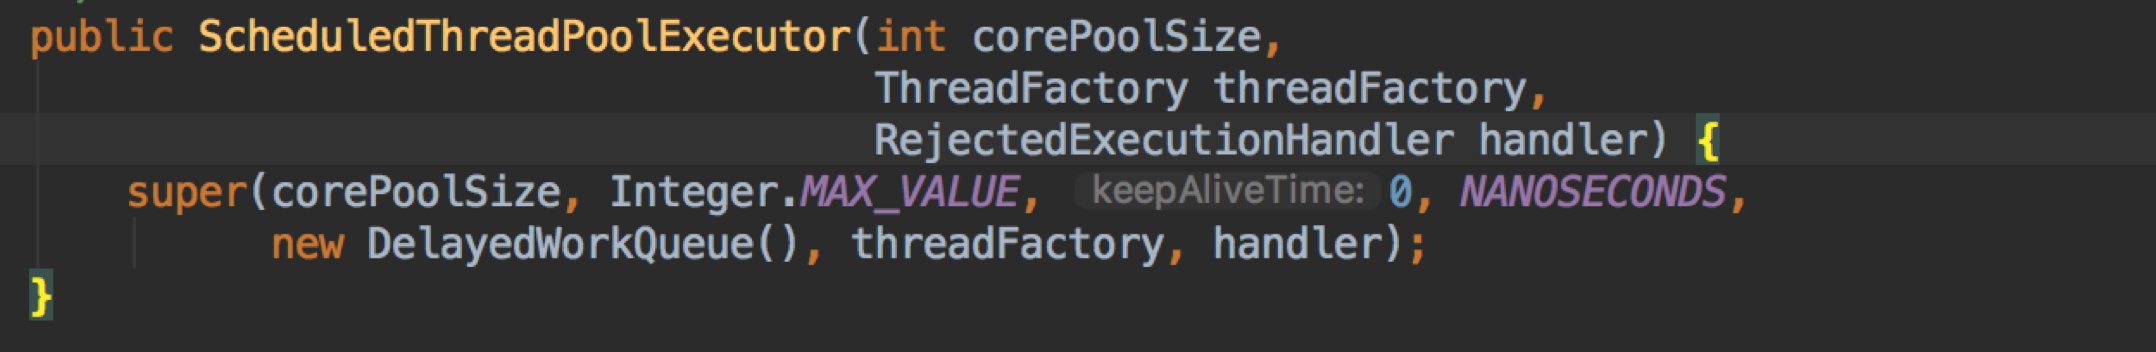 public ScheduledThreadPoolExecutor(int corePoolSize,
ThreadFactory threadFactory,
RejectedExecutionHandler handler) {
super(corePoolSize, Integer.MAX_VALUE, keepAliveTime: 0, NANOSECONDS,
new DelayedWorkQueue(), threadFactory, handler);
}